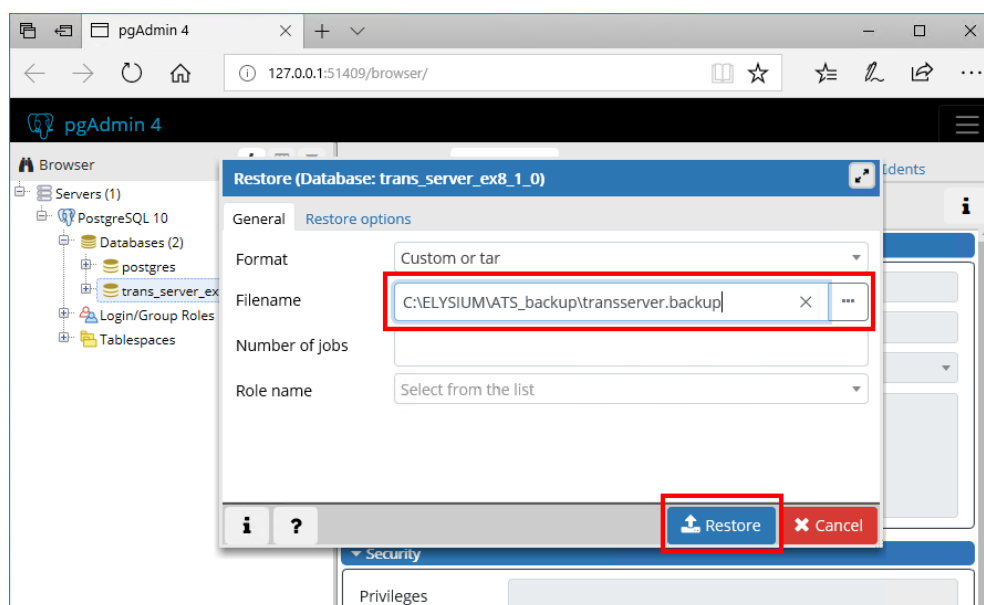 pgAdmin 4
127.0.0.1:51409/browser/
pgAdmin 4
Browser
Servers (1)
PostgreSQL 10
Databases (2)
postgres
trans_server_ex
Login/Group Roles
Tablespaces
Restore (Database: trans_server_ex8_1_0)
General Restore options
Format Custom or tar
Filename C:\ELYSIUM\ATS_backup\transserver.backup
Number of jobs
Role name Select from the list
i ? Restore Cancel
i
Security
Privileges